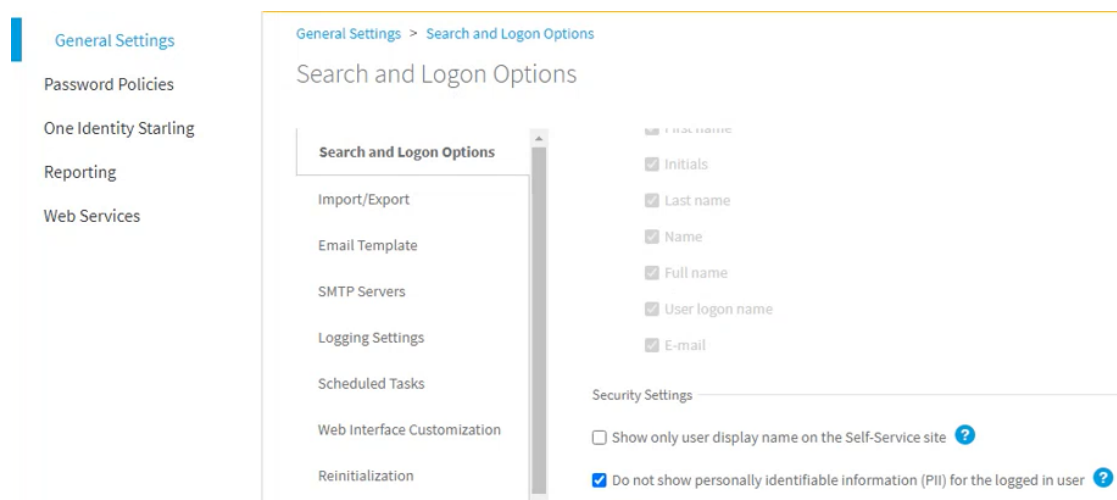 General Settings
Password Policies
One Identity Starling
Reporting
Web Services
General Settings > Search and Logon Options
Search and Logon Options
Search and Logon Options
Import/Export
Email Template
SMTP Servers
Logging Settings
Scheduled Tasks
Web Interface Customization
Reinitialization
First name
Initials
Last name
Name
Full name
User logon name
E-mail
Security Settings
Show only user display name on the Self-Service site ?
Do not show personally identifiable information (PII) for the logged in user ?